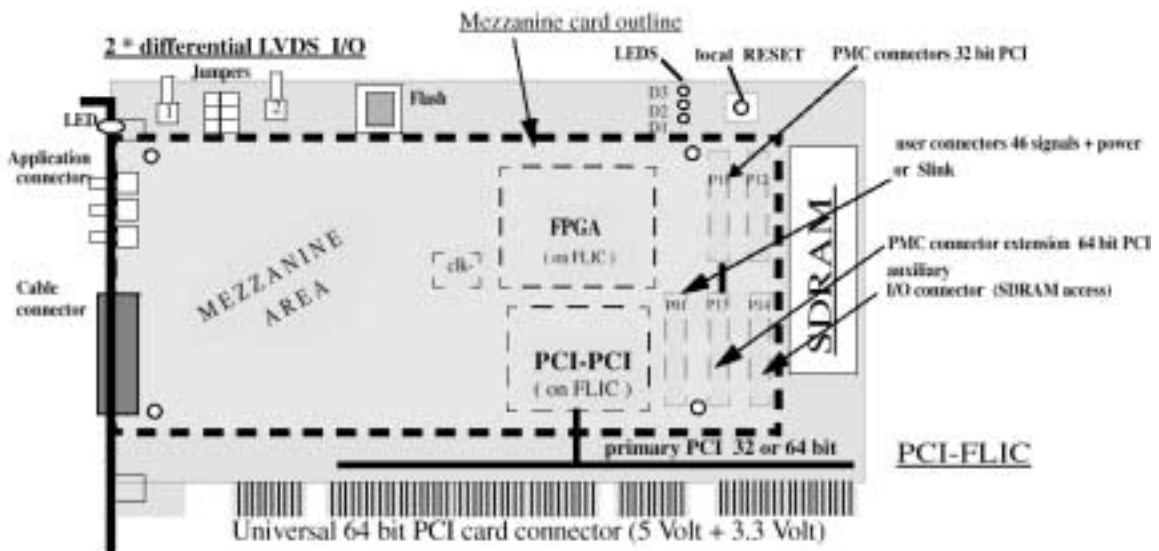 Mezzanine card outline
2 * differential LVDS I/O
LEDS
local RESET
PMC connectors 32 bit PCI
Jumpers
Flash
D3
D2
D1
1
2
LED
user connectors 46 signals + power
or Slink
Application
connectors
P11
P12
FPGA
( on FLIC )
SDRAM
PMC connector extension 64 bit PCI
auxiliary
I/O connector (SDRAM access)
clk.
MEZZANINE
AREA
Cable
connector
P13
P14
PCI-PCI
( on FLIC )
primary PCI 32 or 64 bit
PCI-FLIC
Universal 64 bit PCI card connector (5 Volt + 3.3 Volt)